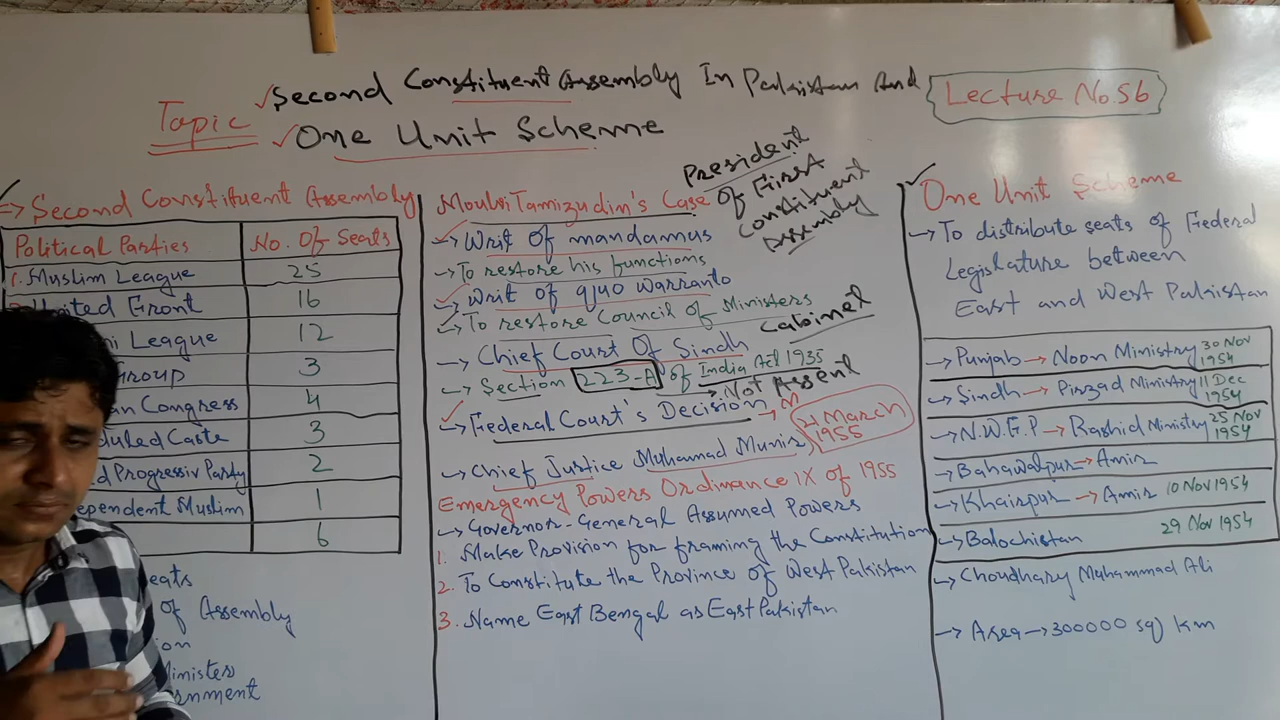 Topic Second Constituent Assembly In Pakistan And
One Unit Scheme
Lecture No.56
⇒ Second Constituent Assembly
Political Parties No. Of Seats
1. Muslim League 25
United Front 16
League 12
Group 3
Congress 4
Caste 3
Progressiv Party 2
Muslim 1
6
seats
of Assembly
Moulvi Tamizudin's Case
President
Of First
Constituent
Assembly
→ Writ Of mandamus
→ To restore his functions
→ Writ Of quo Warranto
→ To restore Council of Ministers
Cabinet
→ Chief Court Of Sindh
→ Section 223-A of India Act 1935
→ Not Assent
→ Federal Court's Decision →
21 March
1955
→ Chief Justice Muhamad Munir
Emergency Powers Ordinance IX of 1955
→ Governor-General Assumed Powers
1. Make Provision for framing the Constitution
2. To Constitute the Province of West Pakistan
3. Name East Bengal as East Pakistan
One Unit Scheme
→ To distribute seats of Federal
Legislature between
East and West Pakistan
→ Punjab → Noon Ministry 30 Nov 1954
→ Sindh → Pirzad Ministry 11 Dec 1954
→ N.W.F.P → Rashid Ministry 25 Nov 1954
→ Bahawalpur → Amir
→ Khairpur → Amir 10 Nov 1954
→ Balochistan 29 Nov 1954
→ Choudhary Muhammad Ali
→ Area → 300000 sq km